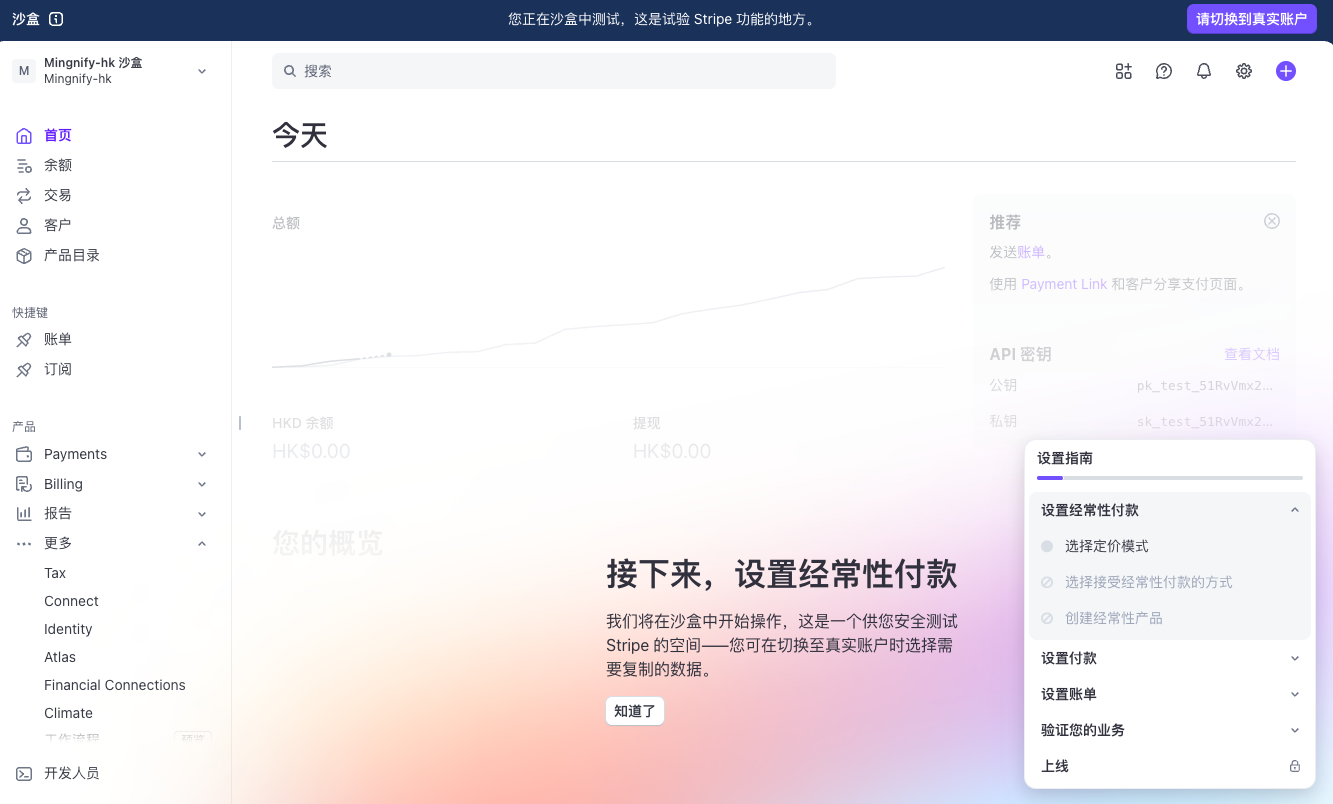 沙盒
您正在沙盒中测试，这是试验 Stripe 功能的地方。
请切换到真实账户
M
Mingnify-hk 沙盒
Mingnify-hk
搜索
首页
余额
交易
客户
产品目录
快捷键
账单
订阅
产品
Payments
Billing
报告
更多
Tax
Connect
Identity
Atlas
Financial Connections
Climate
工作流程 预览
开发人员
今天
总额
HKD 余额
HK$0.00
提现
HK$0.00
您的概览
推荐
发送账单。
使用 Payment Link 和客户分享支付页面。
API 密钥
查看文档
公钥
pk_test_51RvVmx2…
私钥
sk_test_51RvVmx2…
接下来，设置经常性付款
我们将在沙盒中开始操作，这是一个供您安全测试
Stripe 的空间——您可在切换至真实账户时选择需
要复制的数据。
知道了
设置指南
设置经常性付款
选择定价模式
选择接受经常性付款的方式
创建经常性产品
设置付款
设置账单
验证您的业务
上线